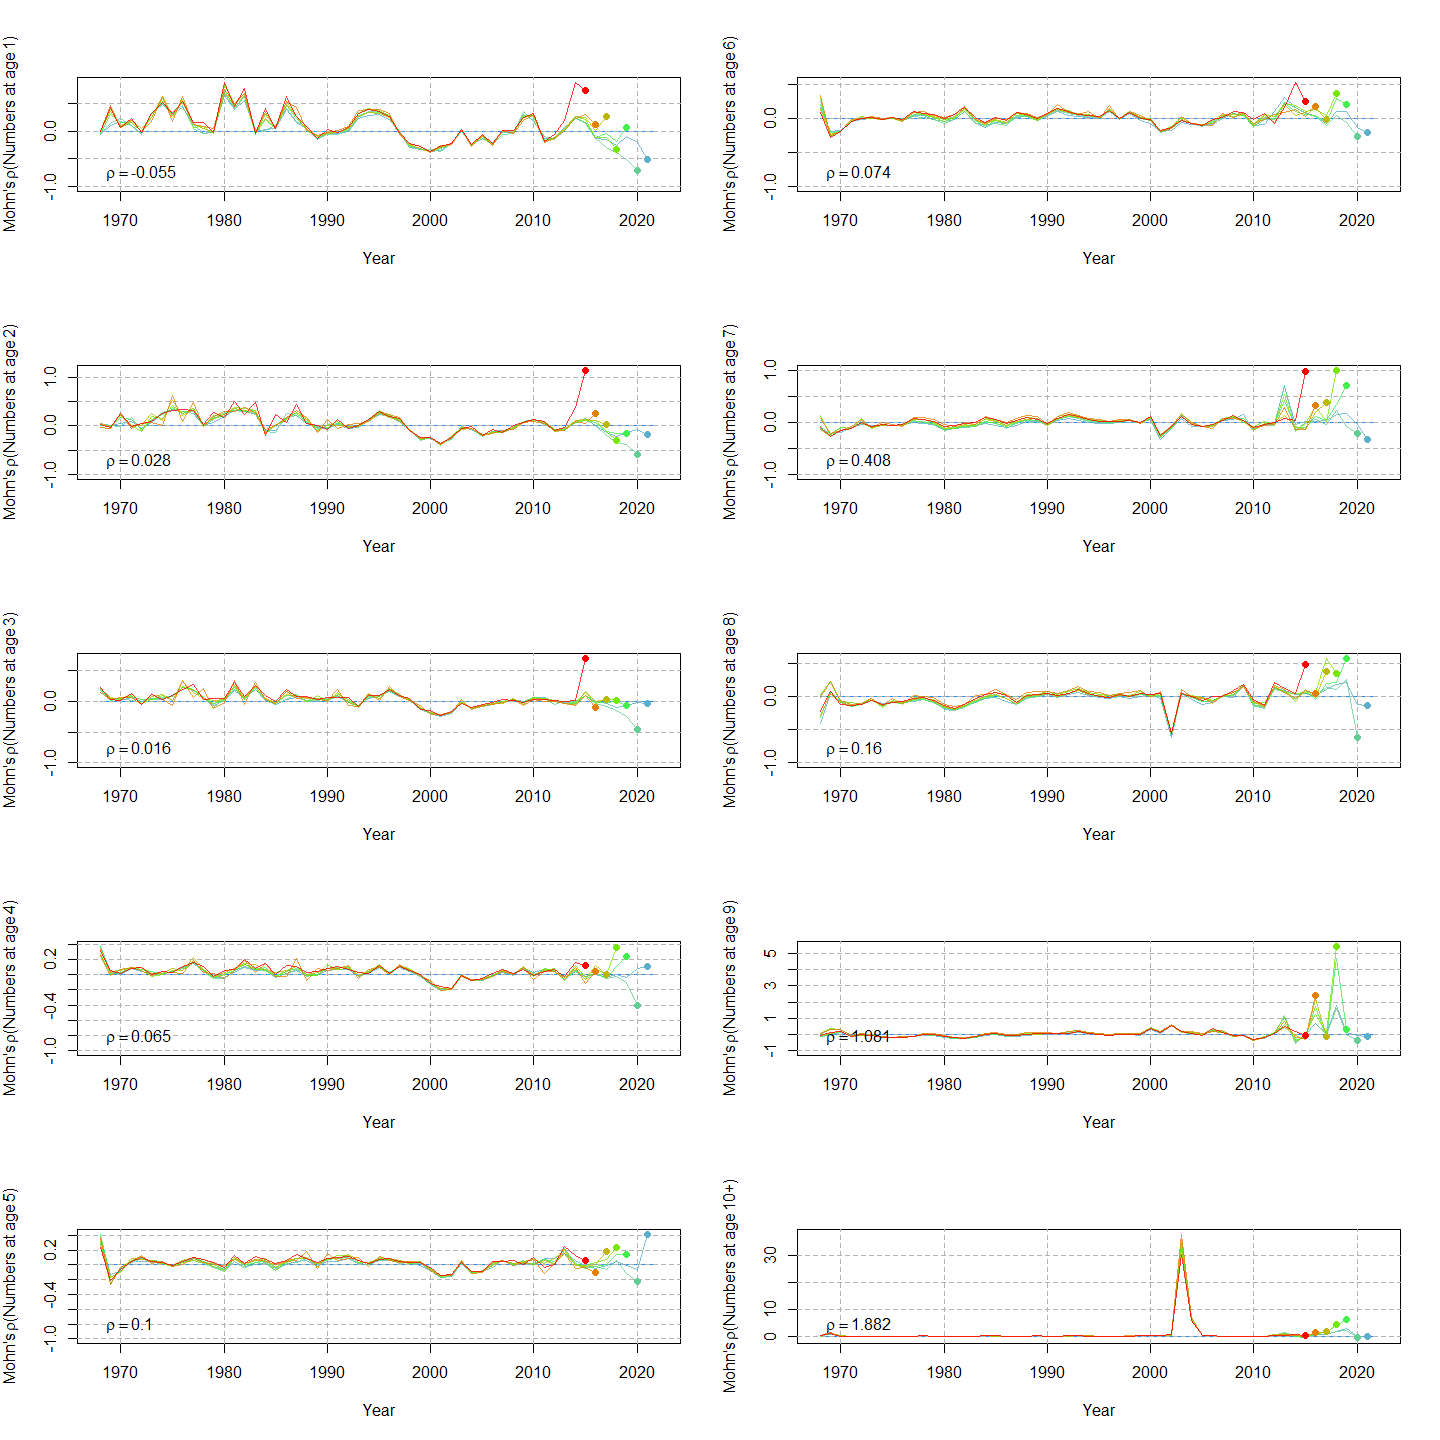 Mohn's ρ(Numbers at age 1)
0.0
-1.0
ρ = -0.055
1970 1980 1990 2000 2010 2020
Year
Mohn's ρ(Numbers at age 6)
0.0
-1.0
ρ = 0.074
1970 1980 1990 2000 2010 2020
Year
Mohn's ρ(Numbers at age 2)
1.0
0.0
-1.0
ρ = 0.028
1970 1980 1990 2000 2010 2020
Year
Mohn's ρ(Numbers at age 7)
1.0
0.0
-1.0
ρ = 0.408
1970 1980 1990 2000 2010 2020
Year
Mohn's ρ(Numbers at age 3)
0.0
-1.0
ρ = 0.016
1970 1980 1990 2000 2010 2020
Year
Mohn's ρ(Numbers at age 8)
0.0
-1.0
ρ = 0.16
1970 1980 1990 2000 2010 2020
Year
Mohn's ρ(Numbers at age 4)
0.2
-0.4
-1.0
ρ = 0.065
1970 1980 1990 2000 2010 2020
Year
Mohn's ρ(Numbers at age 9)
5
3
1
-1
ρ = 1.081
1970 1980 1990 2000 2010 2020
Year
Mohn's ρ(Numbers at age 5)
0.2
-0.4
-1.0
ρ = 0.1
1970 1980 1990 2000 2010 2020
Year
Mohn's ρ(Numbers at age 10+)
30
10
0
ρ = 1.882
1970 1980 1990 2000 2010 2020
Year